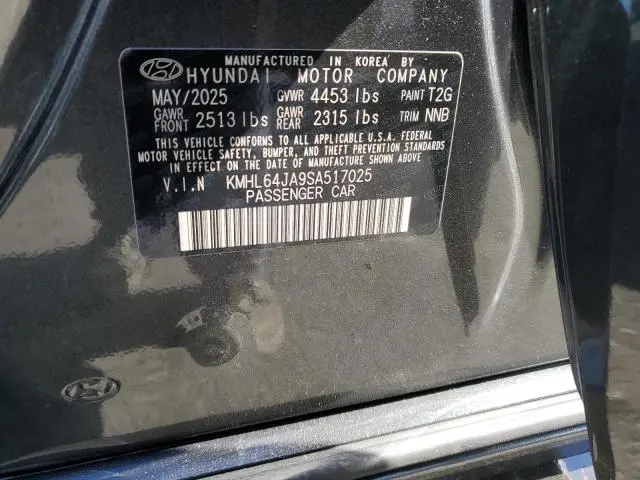 MANUFACTURED IN KOREA BY
HYUNDAI MOTOR COMPANY
MAY/2025 GVWR 4453 lbs PAINT T2G
GAWR FRONT 2513 lbs GAWR REAR 2315 lbs TRIM NNB
THIS VEHICLE CONFORMS TO ALL APPLICABLE U.S.A. FEDERAL
MOTOR VEHICLE SAFETY, BUMPER, AND THEFT PREVENTION STANDARDS
IN EFFECT ON THE DATE OF MANUFACTURE SHOWN ABOVE.
V.I.N KMHL64JA9SA517025
PASSENGER CAR